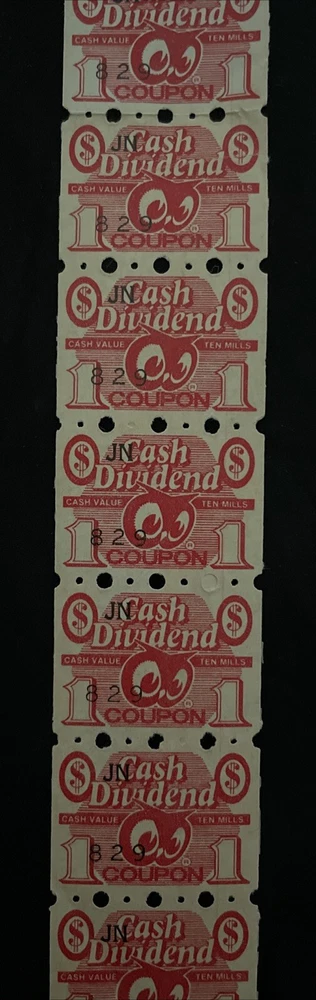 Dividend
CASH VALUE TEN MILLS
829
1 COUPON 1
$ JN Cash $
Dividend
CASH VALUE TEN MILLS
829
1 COUPON ® 1
$ JN Cash $
Dividend
CASH VALUE TEN MILLS
829
1 COUPON ® 1
$ JN Cash $
Dividend
CASH VALUE TEN MILLS
829
1 COUPON ® 1
$ JN Cash $
Dividend
CASH VALUE TEN MILLS
829
1 COUPON ® 1
$ JN Cash $
Dividend
CASH VALUE TEN MILLS
829
1 COUPON ® 1
$ JN Cash $
Dividend
CASH VALUE TEN MILLS